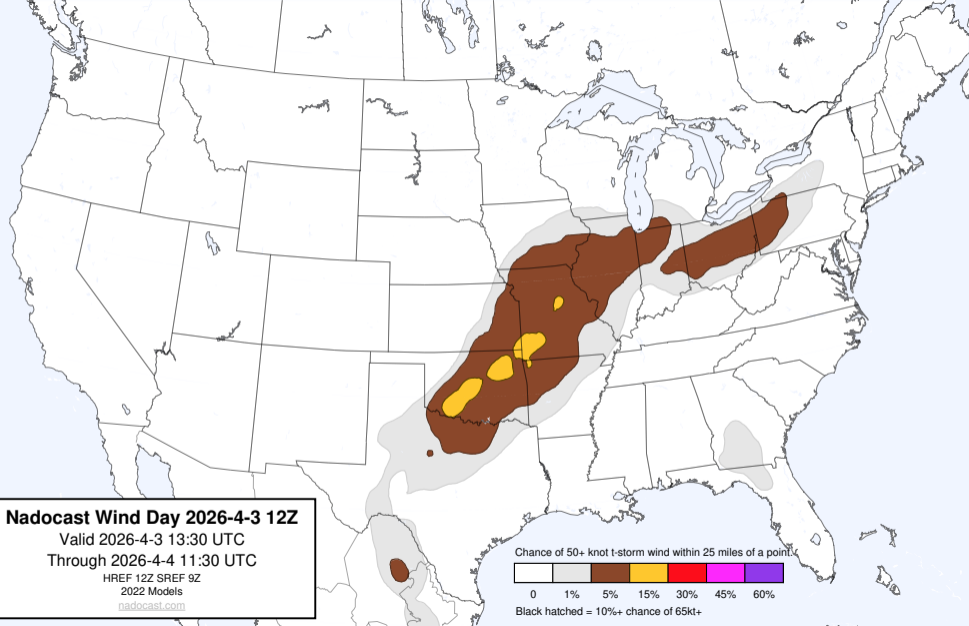 Nadocast Wind Day 2026-4-3 12Z
Valid 2026-4-3 13:30 UTC
Through 2026-4-4 11:30 UTC
HREF 12Z SREF 9Z
2022 Models
nadocast.com
Chance of 50+ knot t-storm wind within 25 miles of a point.
0 1% 5% 15% 30% 45% 60%
Black hatched = 10%+ chance of 65kt+